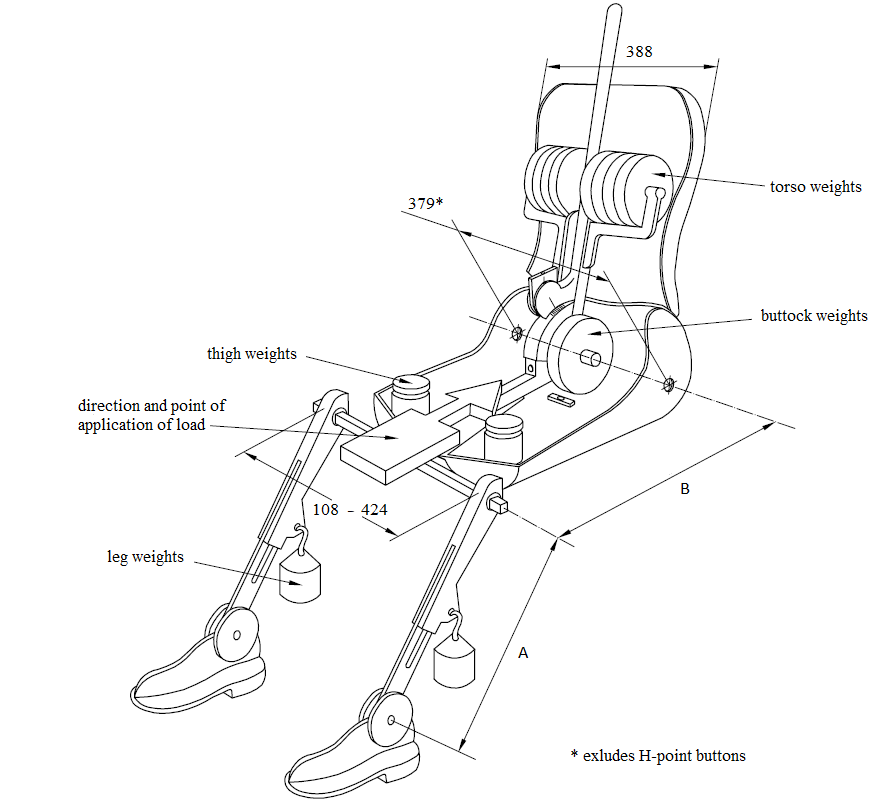 388
torso weights
379*
buttock weights
thigh weights
direction and point of
application of load
B
108 - 424
leg weights
A
* exludes H-point buttons